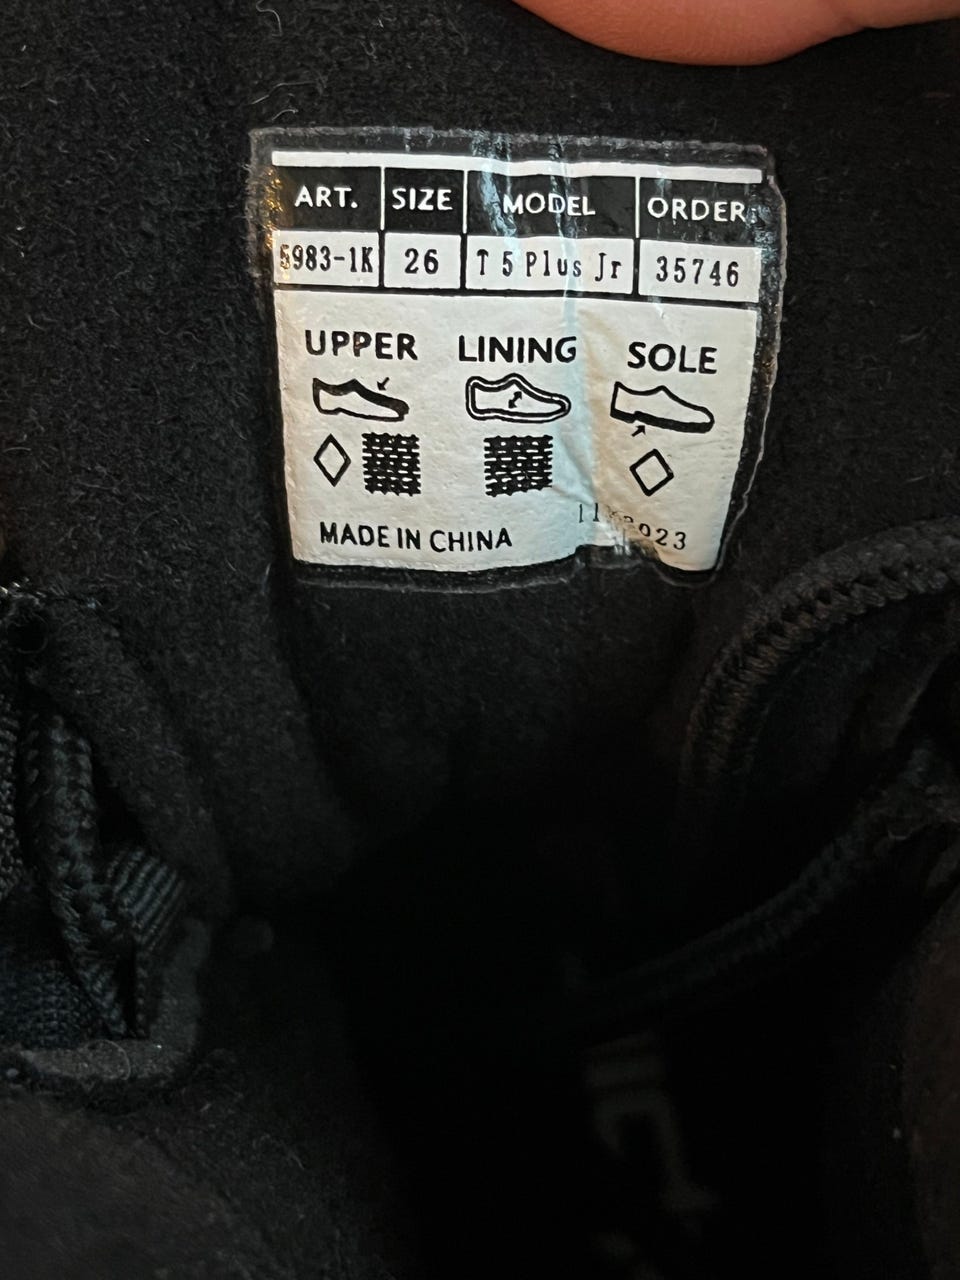 ART. SIZE MODEL ORDER
5983-1K 26 ↑ 5 Plus Jr 35746
UPPER LINING SOLE
MADE IN CHINA